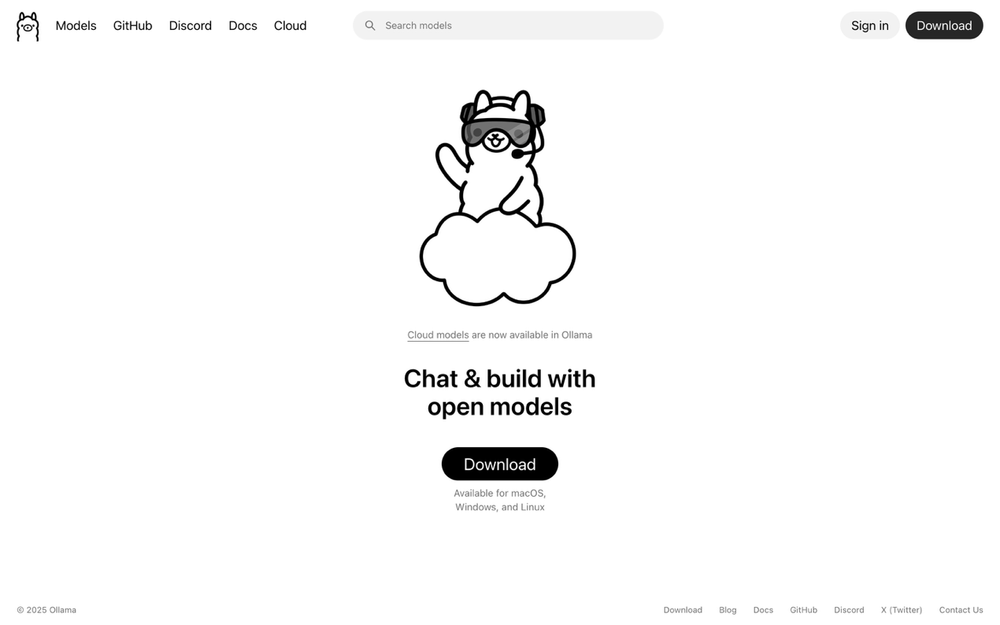 Models GitHub Discord Docs Cloud Search models Sign in Download
Cloud models are now available in Ollama
Chat & build with
open models
Download
Available for macOS,
Windows, and Linux
© 2025 Ollama Download Blog Docs GitHub Discord X (Twitter) Contact Us